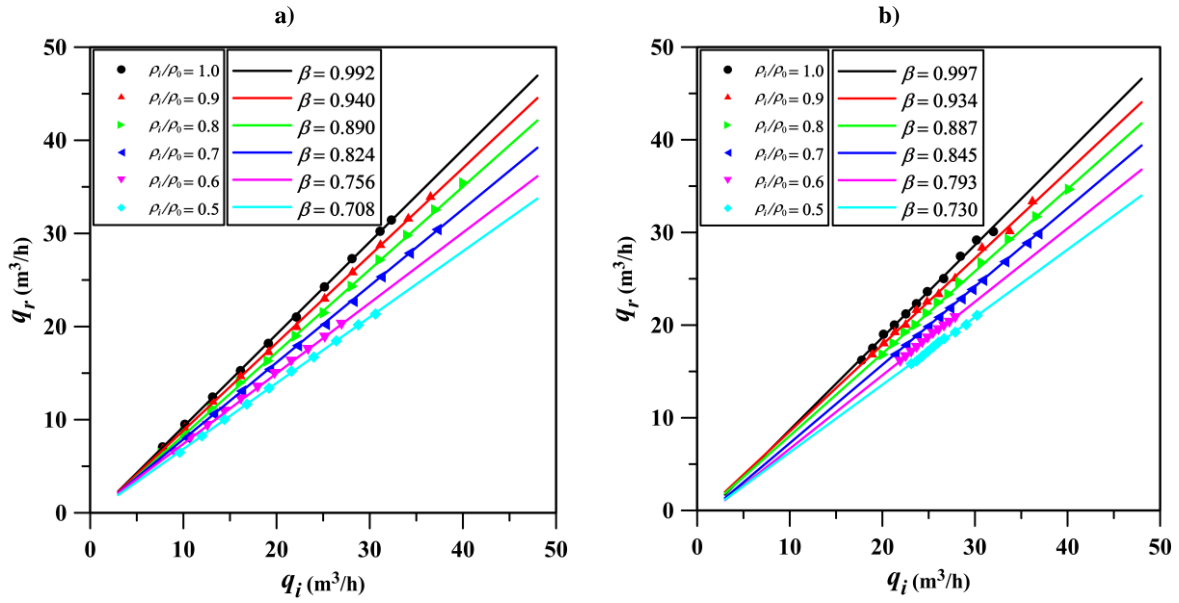 a)
50
40
30
20
10
0
q_r (m³/h)
ρ_i/ρ_0 = 1.0
ρ_i/ρ_0 = 0.9
ρ_i/ρ_0 = 0.8
ρ_i/ρ_0 = 0.7
ρ_i/ρ_0 = 0.6
ρ_i/ρ_0 = 0.5
β = 0.992
β = 0.940
β = 0.890
β = 0.824
β = 0.756
β = 0.708
0 10 20 30 40 50
q_i (m³/h)
b)
50
40
30
20
10
0
q_r (m³/h)
ρ_i/ρ_0 = 1.0
ρ_i/ρ_0 = 0.9
ρ_i/ρ_0 = 0.8
ρ_i/ρ_0 = 0.7
ρ_i/ρ_0 = 0.6
ρ_i/ρ_0 = 0.5
β = 0.997
β = 0.934
β = 0.887
β = 0.845
β = 0.793
β = 0.730
0 10 20 30 40 50
q_i (m³/h)